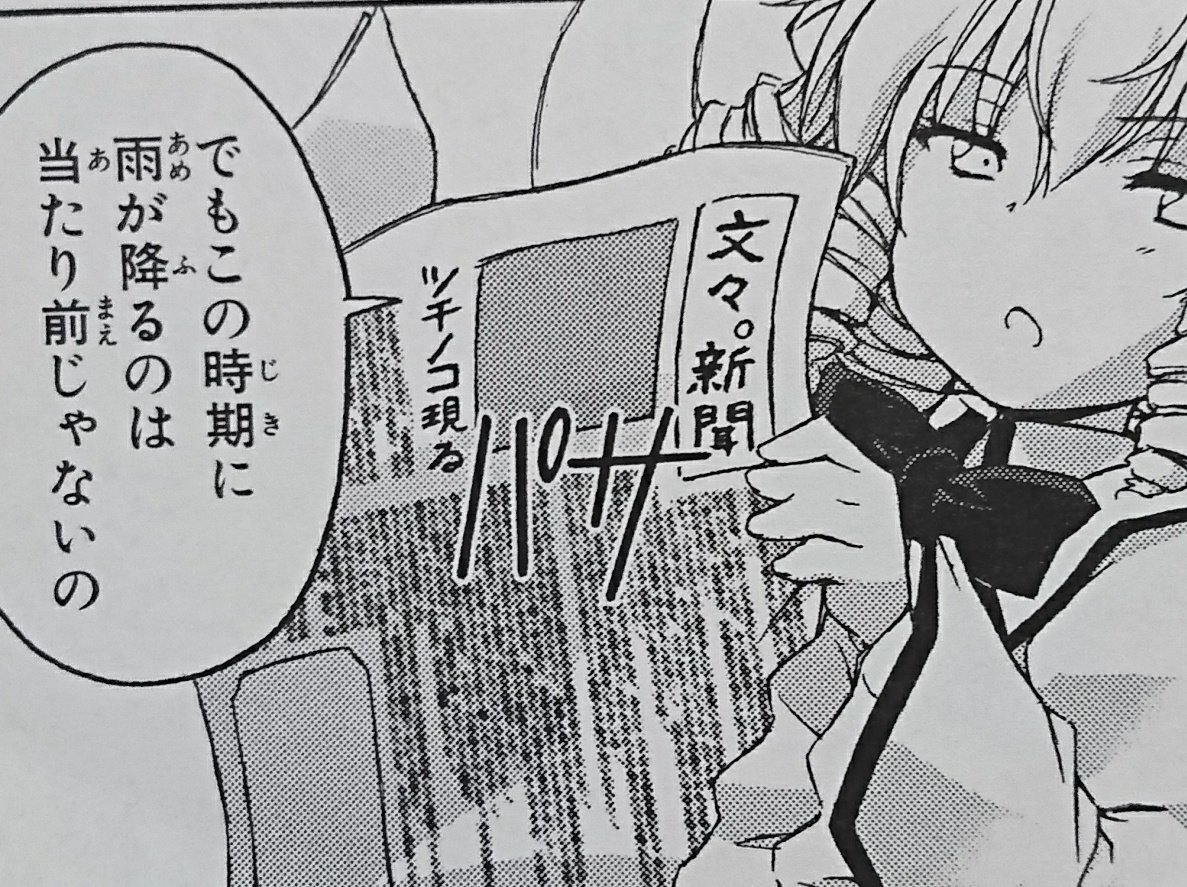 文々。新聞
ツチノコ現る
パサ
でもこの時期に
雨が降るのは
当たり前じゃないの